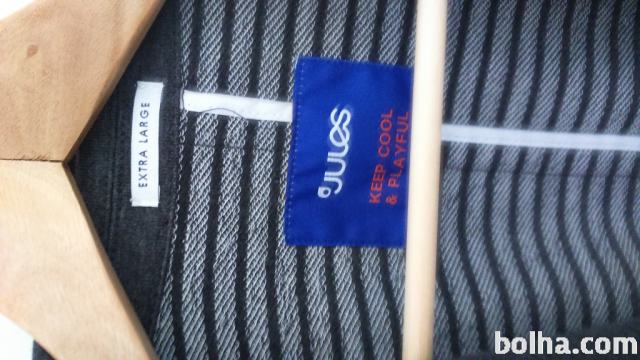 EXTRA LARGE
JULES
KEEP COOL
& PLAYFUL
bolha.com